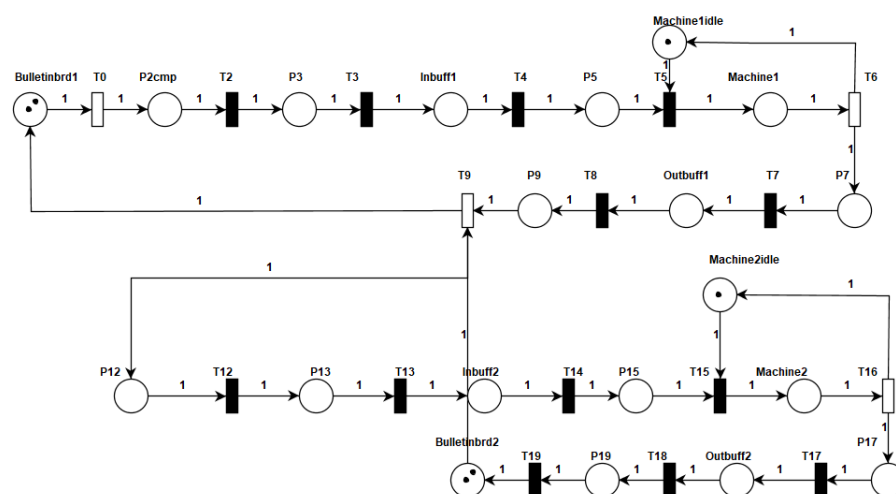 Machine1idle
1
Bulletinbrd1 T0 P2cmp T2 P3 T3 Inbuff1 T4 P5 T5 Machine1 T6
1
1 1 1 1 1 1 1 1 1 1 1
1
T9 P9 T8 Outbuff1 T7 P7
1 1 1 1 1 1
1
Machine2idle
1
1 1
P12 T12 P13 T13 Inbuff2 T14 P15 T15 Machine2 T16
1 1 1 1 1 1 1 1 1 1
1
Bulletinbrd2 T19 P19 T18 Outbuff2 T17 P17
1 1 1 1 1 1